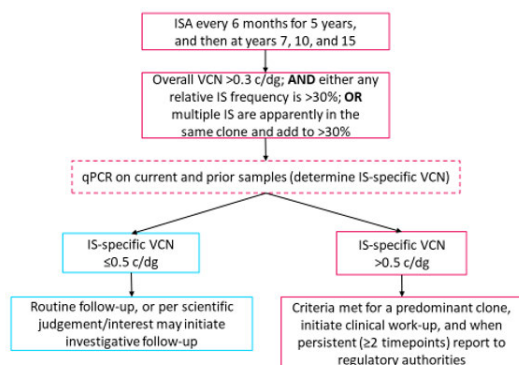 ISA every 6 months for 5 years,
and then at years 7, 10, and 15
Overall VCN >0.3 c/dg; AND either any
relative IS frequency is >30%; OR
multiple IS are apparently in the
same clone and add to >30%
qPCR on current and prior samples (determine IS-specific VCN)
IS-specific VCN
≤0.5 c/dg
IS-specific VCN
>0.5 c/dg
Routine follow-up, or per scientific
judgement/interest may initiate
investigative follow-up
Criteria met for a predominant clone,
initiate clinical work-up, and when
persistent (≥2 timepoints) report to
regulatory authorities